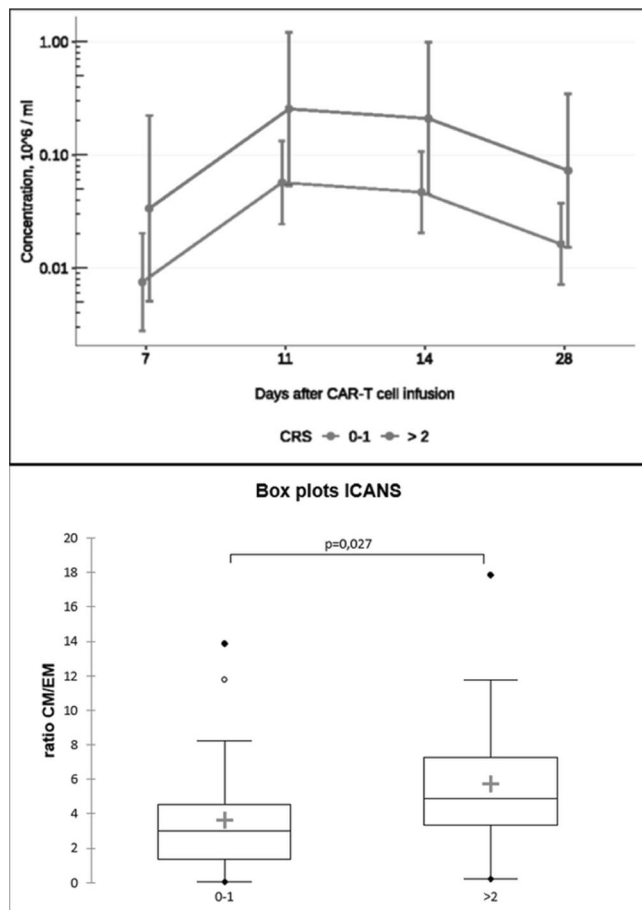 1.00
0.10
0.01
Concentration, 10^6 / ml
7 11 14 28
Days after CAR-T cell infusion
CRS 0-1 > 2
Box plots ICANS
p=0,027
20
18
16
14
12
10
8
6
4
2
0
ratio CM/EM
0-1 >2